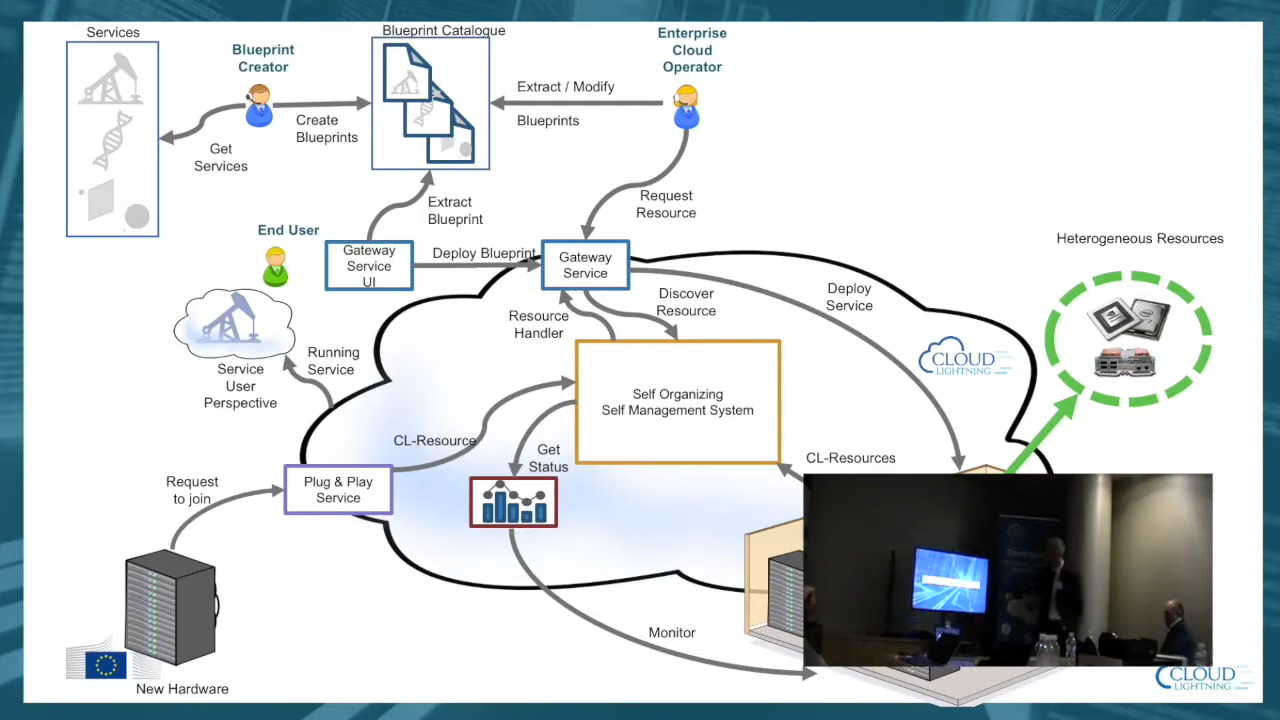 Services
Blueprint Catalogue
Enterprise
Cloud
Operator
Blueprint
Creator
Extract / Modify
Blueprints
Create
Blueprints
Get
Services
Request
Resource
Extract
Blueprint
End User
Gateway
Service
UI
Deploy Blueprint
Gateway
Service
Heterogeneous Resources
Deploy
Service
Discover
Resource
Resource
Handler
CLOUD
LIGHTNING
Running
Service
Service
User
Perspective
Self Organizing
Self Management System
CL-Resource
Get
Status
CL-Resources
Request
to join
Plug & Play
Service
Monitor
New Hardware
CLOUD
LIGHTNING